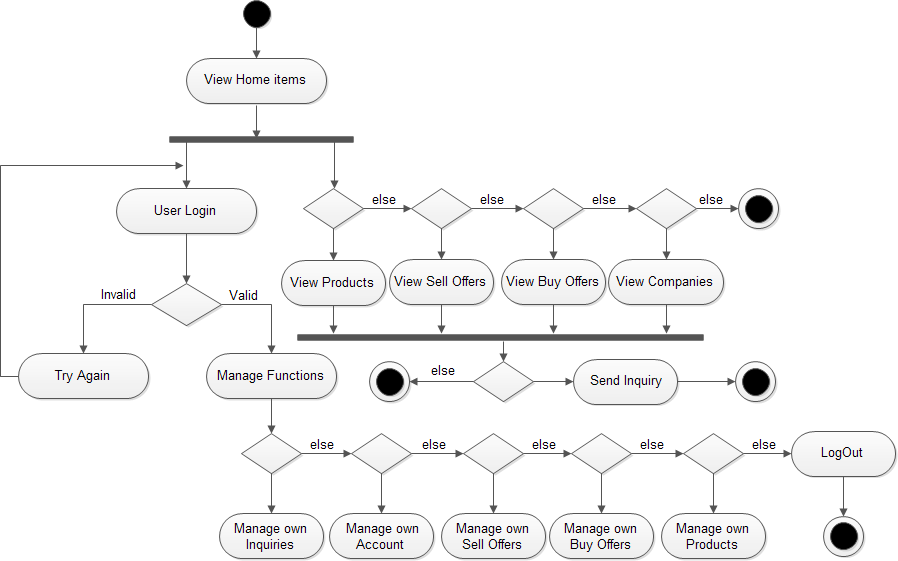 View Home items
else
else
else
else
User Login
View Products
View Sell Offers
View Buy Offers
View Companies
Invalid
Valid
Try Again
Manage Functions
else
Send Inquiry
else
else
else
else
else
LogOut
Manage own
Inquiries
Manage own
Account
Manage own
Sell Offers
Manage own
Buy Offers
Manage own
Products